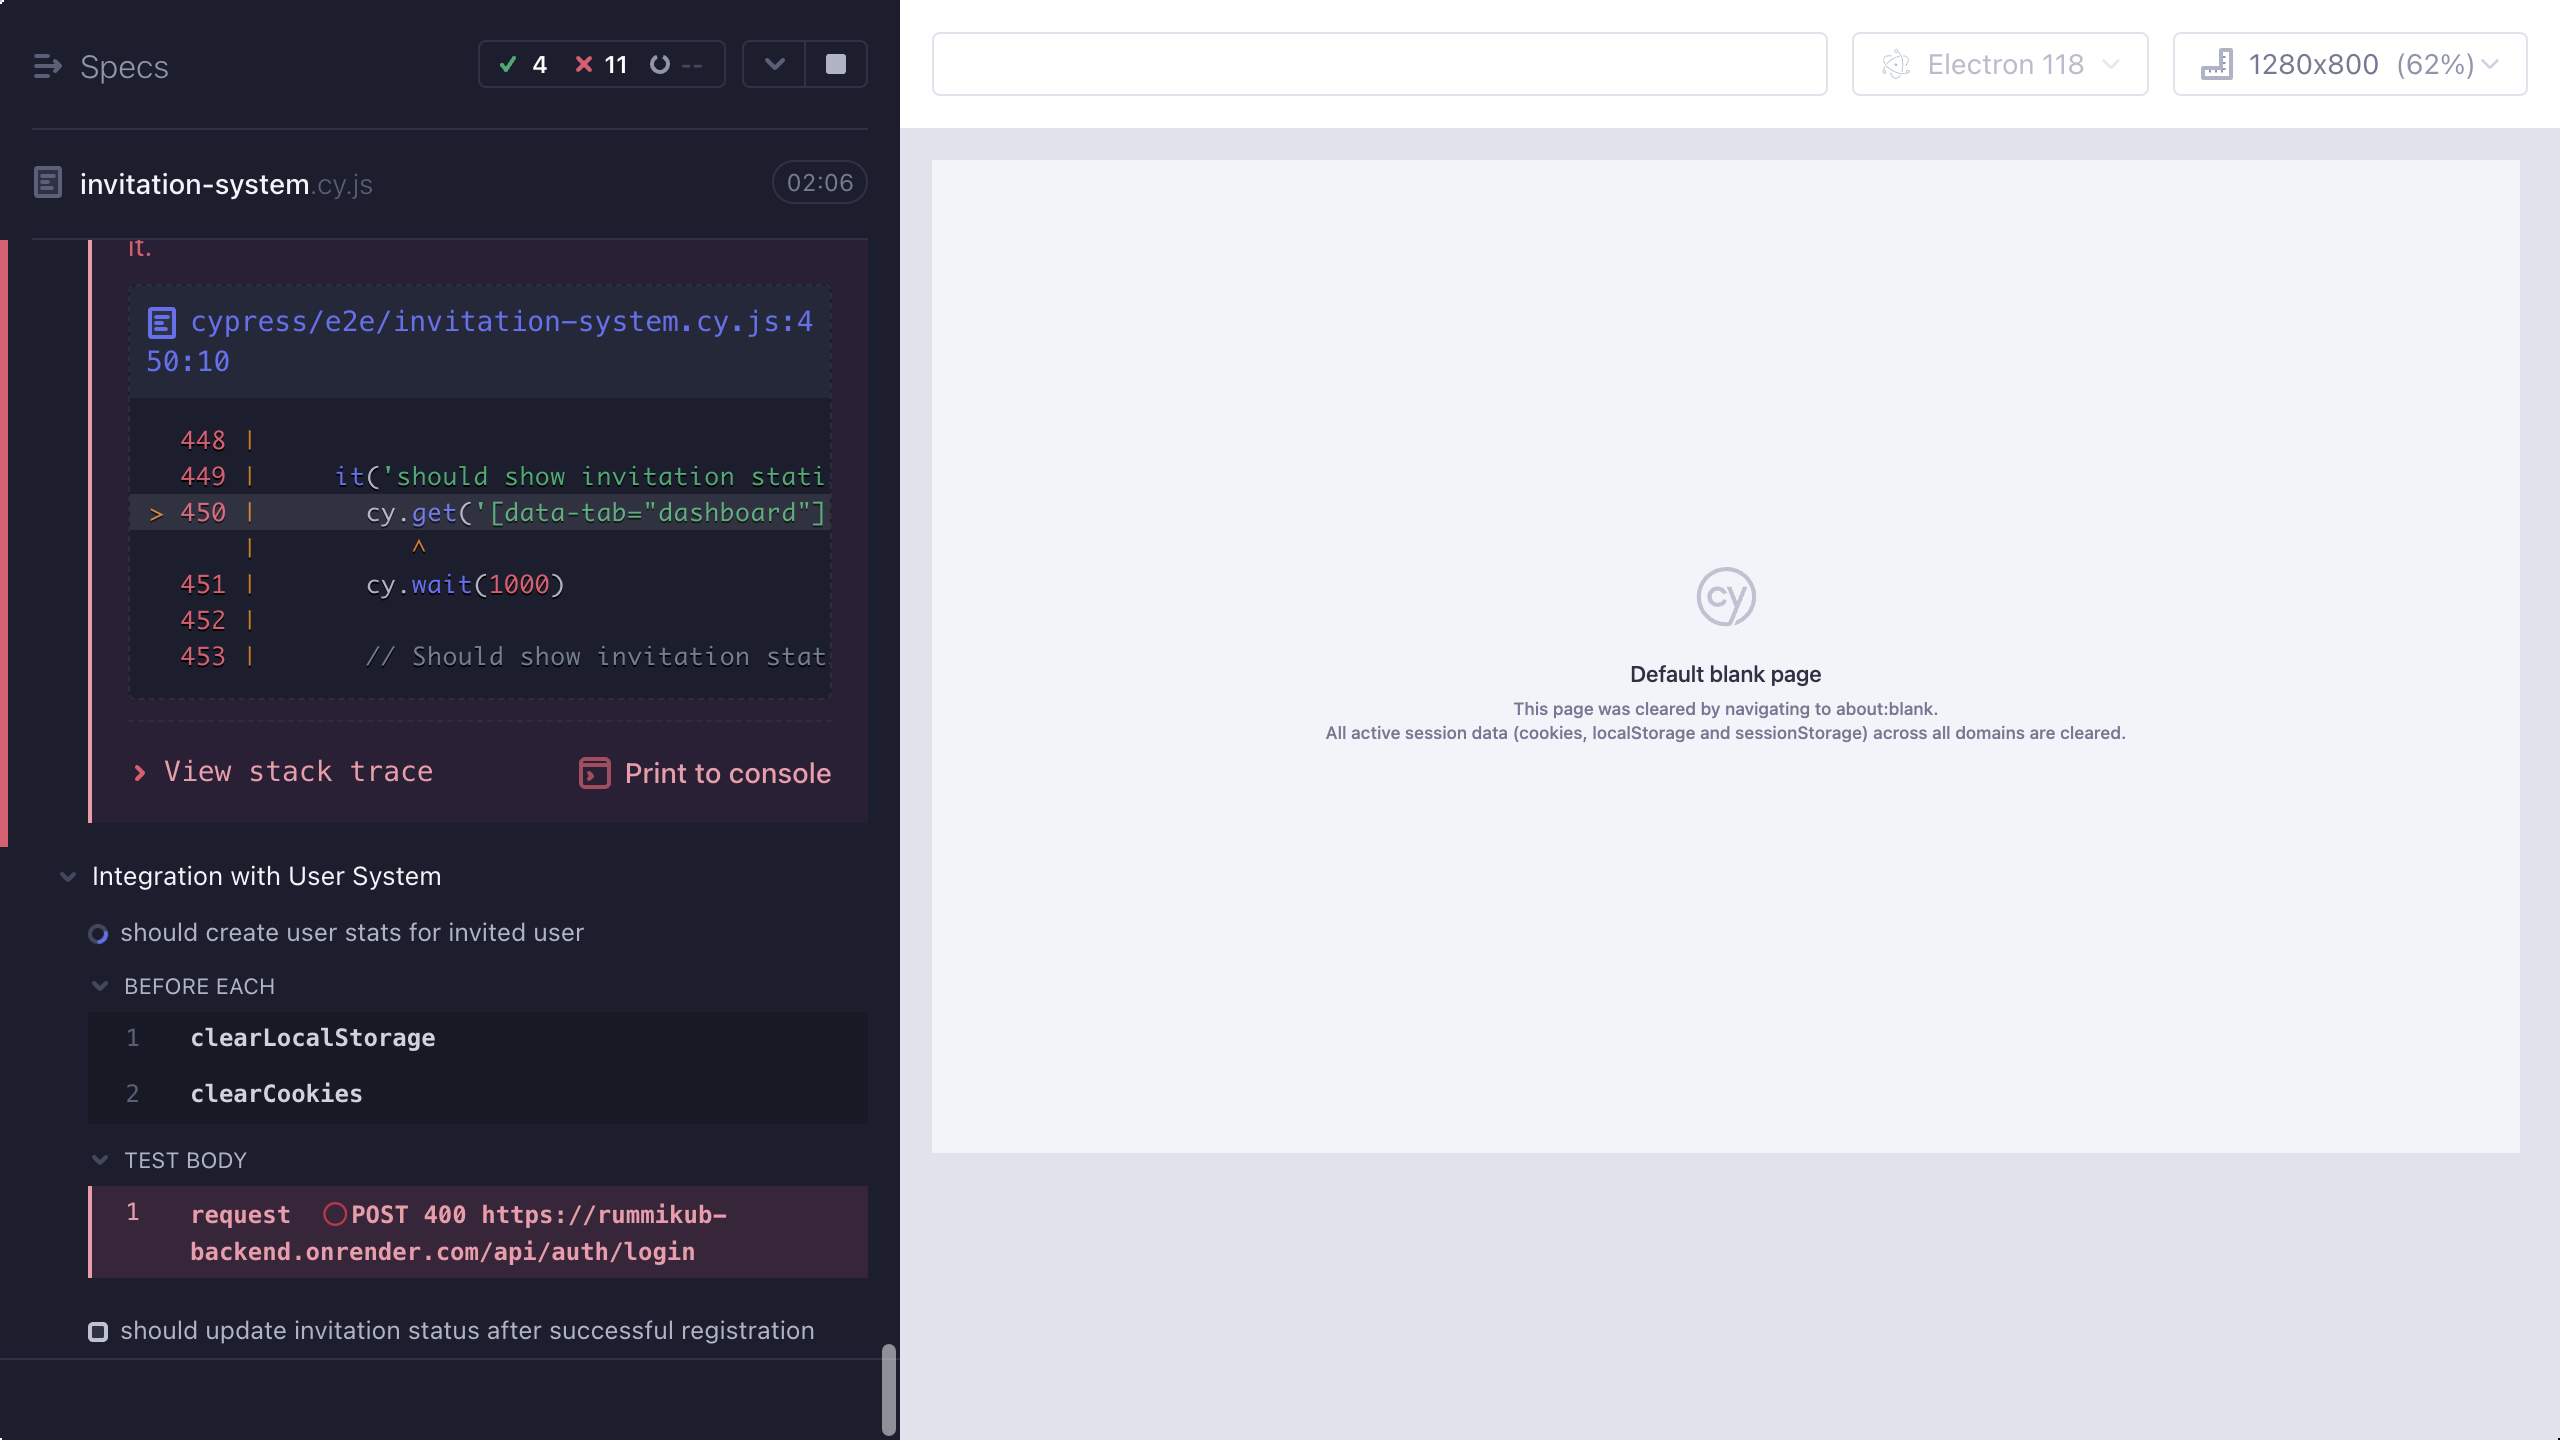 Specs
4 11 --
invitation-system.cy.js
02:06
it.
cypress/e2e/invitation-system.cy.js:4
50:10
448 |
449 | it('should show invitation stati
> 450 | cy.get('[data-tab="dashboard"]
| ^
451 | cy.wait(1000)
452 |
453 | // Should show invitation stat
View stack trace
Print to console
Integration with User System
should create user stats for invited user
BEFORE EACH
1 clearLocalStorage
2 clearCookies
TEST BODY
1 request POST 400 https://rummikub-
backend.onrender.com/api/auth/login
should update invitation status after successful registration
Electron 118
1280x800 (62%)
cy
Default blank page
This page was cleared by navigating to about:blank.
All active session data (cookies, localStorage and sessionStorage) across all domains are cleared.